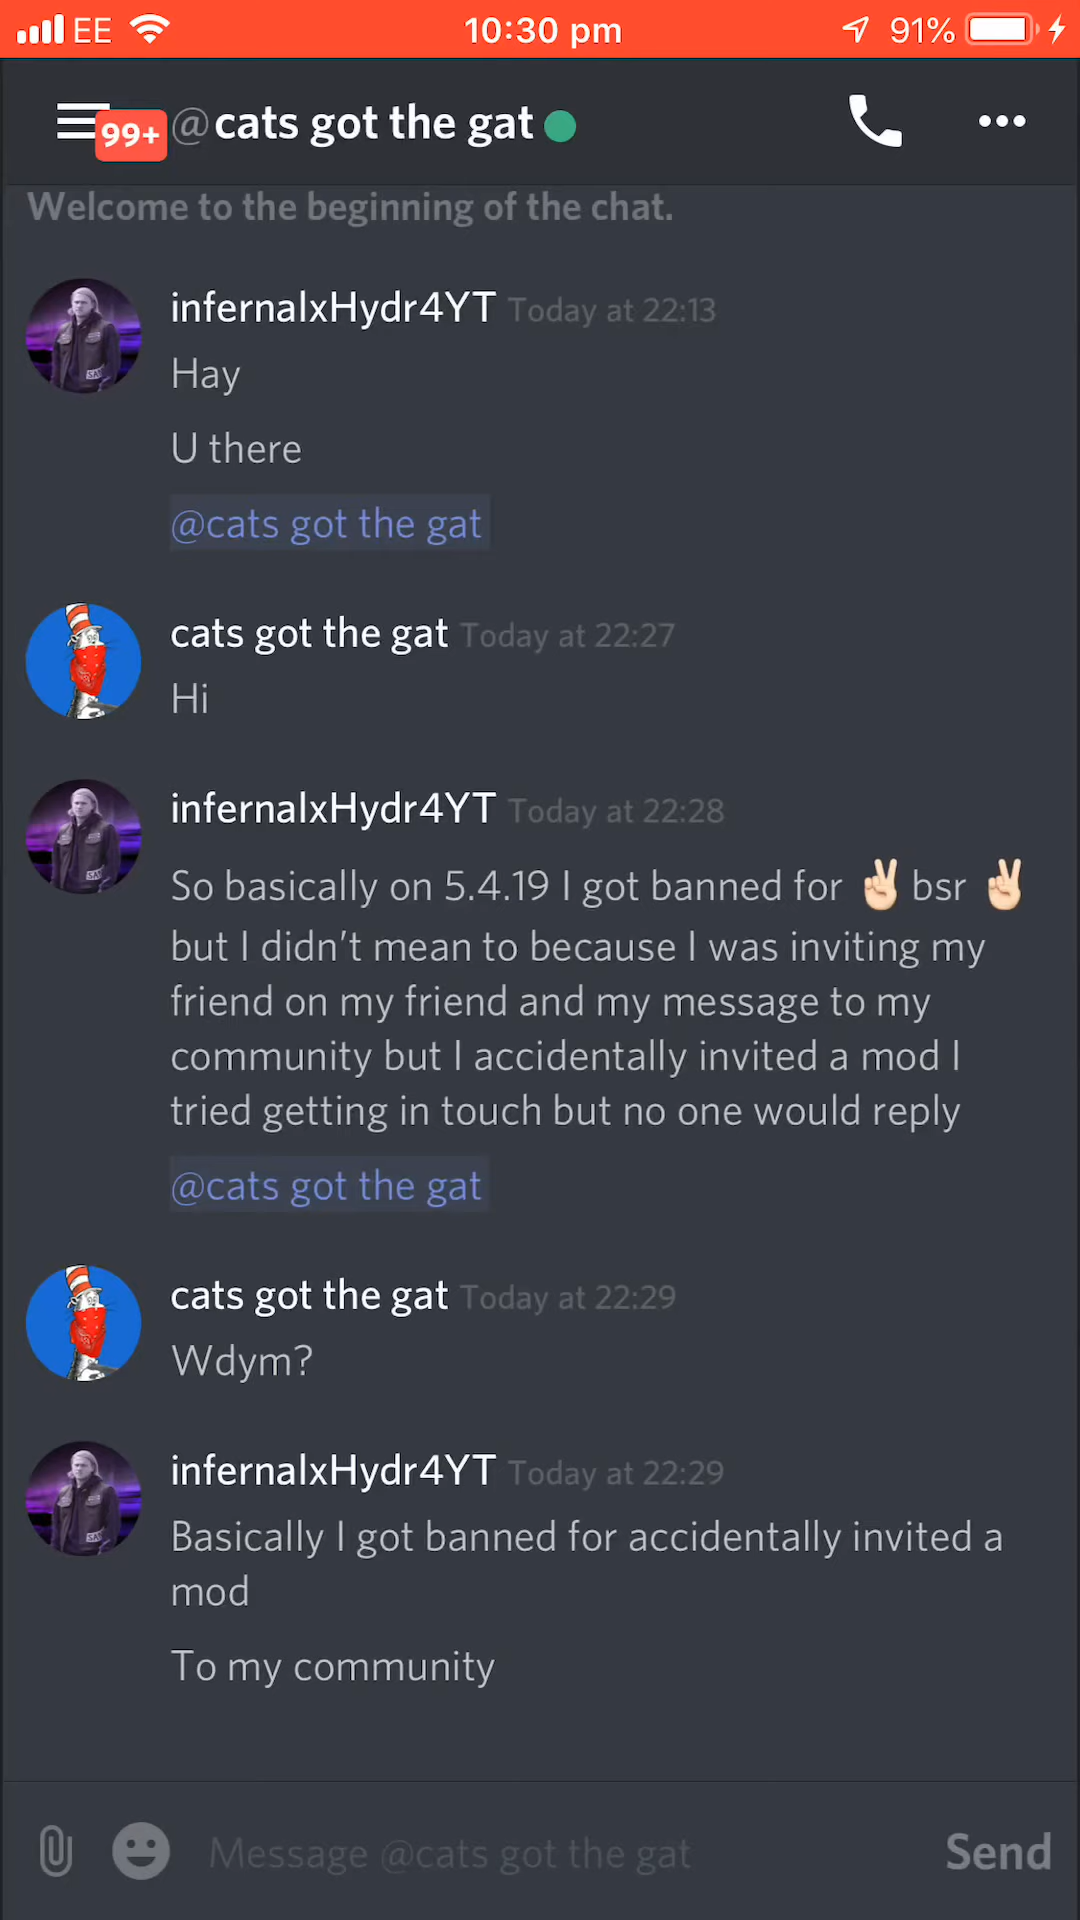 EE 10:30 pm 91%
99+ @cats got the gat
Welcome to the beginning of the chat.
infernalxHydr4YT Today at 22:13
Hay
U there
@cats got the gat
cats got the gat Today at 22:27
Hi
infernalxHydr4YT Today at 22:28
So basically on 5.4.19 I got banned for ✌🏻 bsr ✌🏻
but I didn’t mean to because I was inviting my
friend on my friend and my message to my
community but I accidentally invited a mod I
tried getting in touch but no one would reply
@cats got the gat
cats got the gat Today at 22:29
Wdym?
infernalxHydr4YT Today at 22:29
Basically I got banned for accidentally invited a
mod
To my community
Message @cats got the gat Send